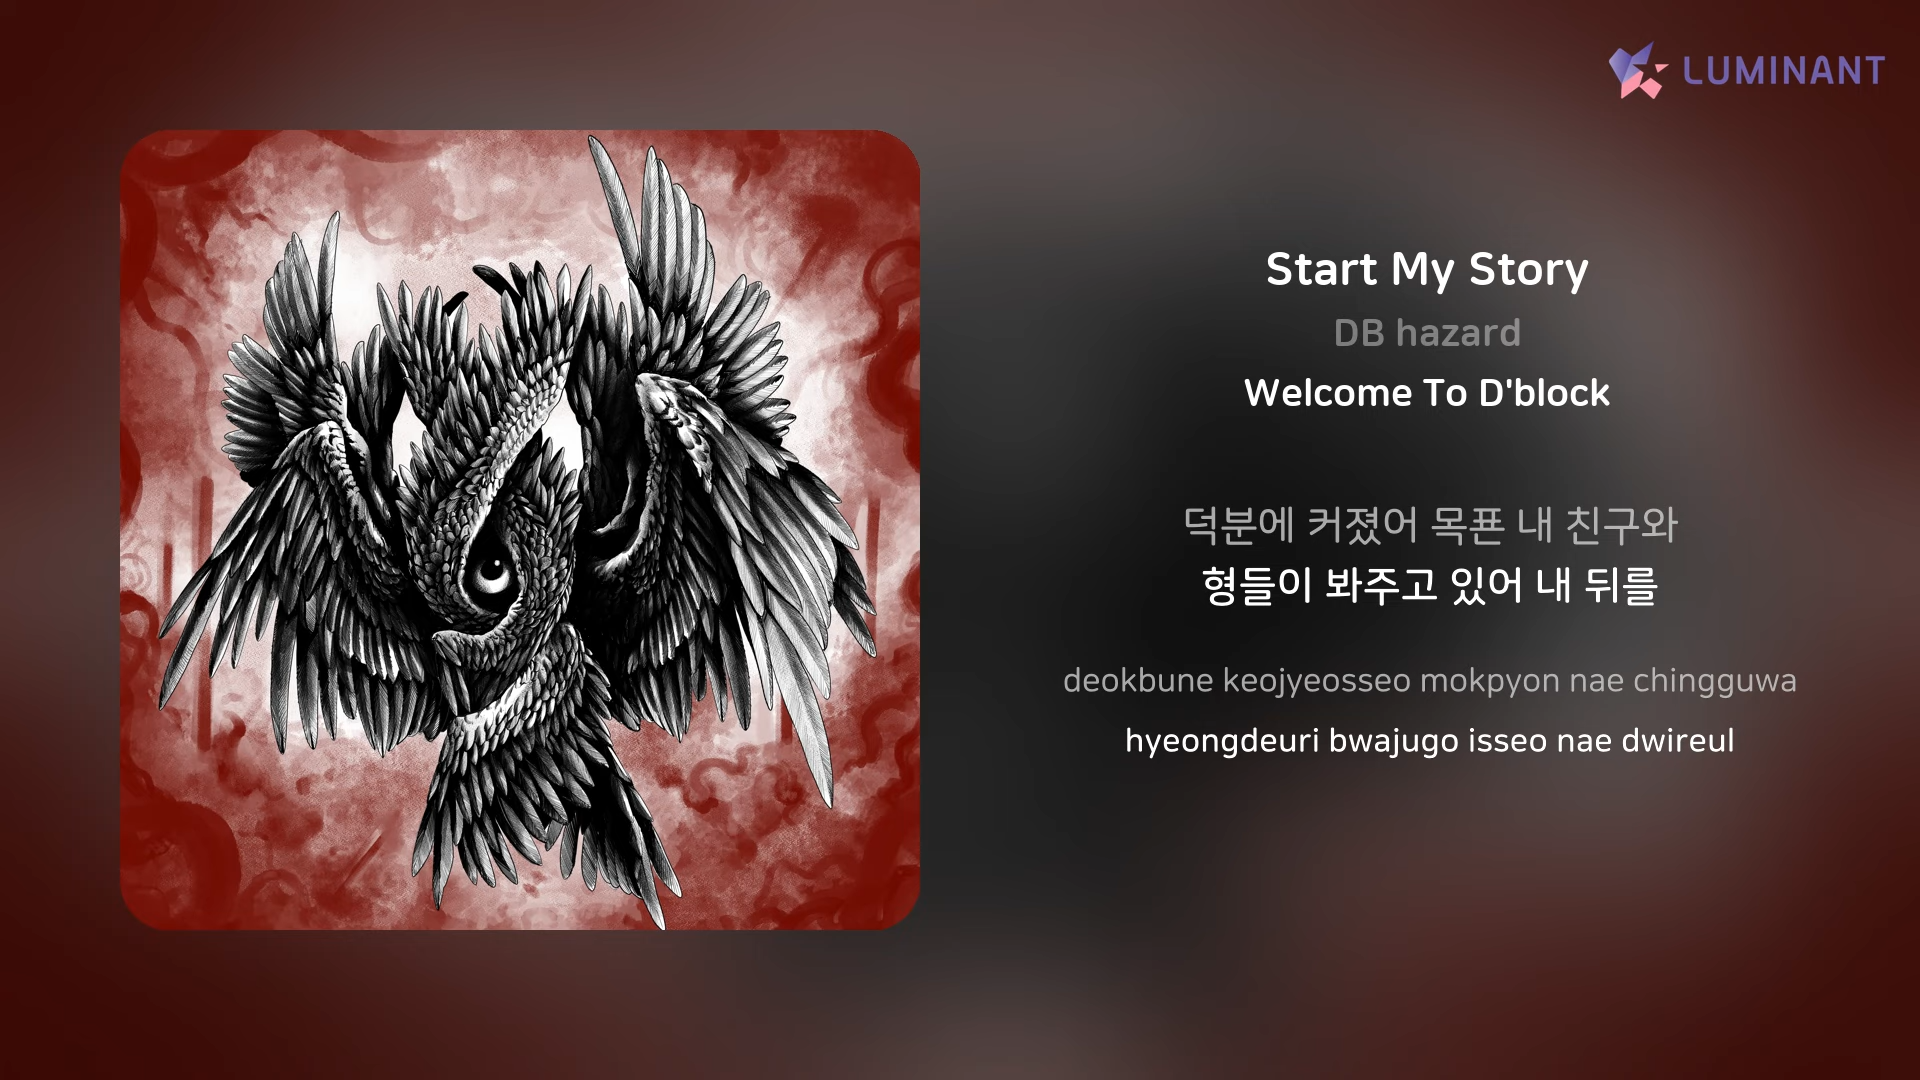 LUMINANT
Start My Story
DB hazard
Welcome To D'block
덕분에 커졌어 목푠 내 친구와
형들이 봐주고 있어 내 뒤를
deokbune keojyeosseo mokpyon nae chingguwa
hyeongdeuri bwajugo isseo nae dwireul